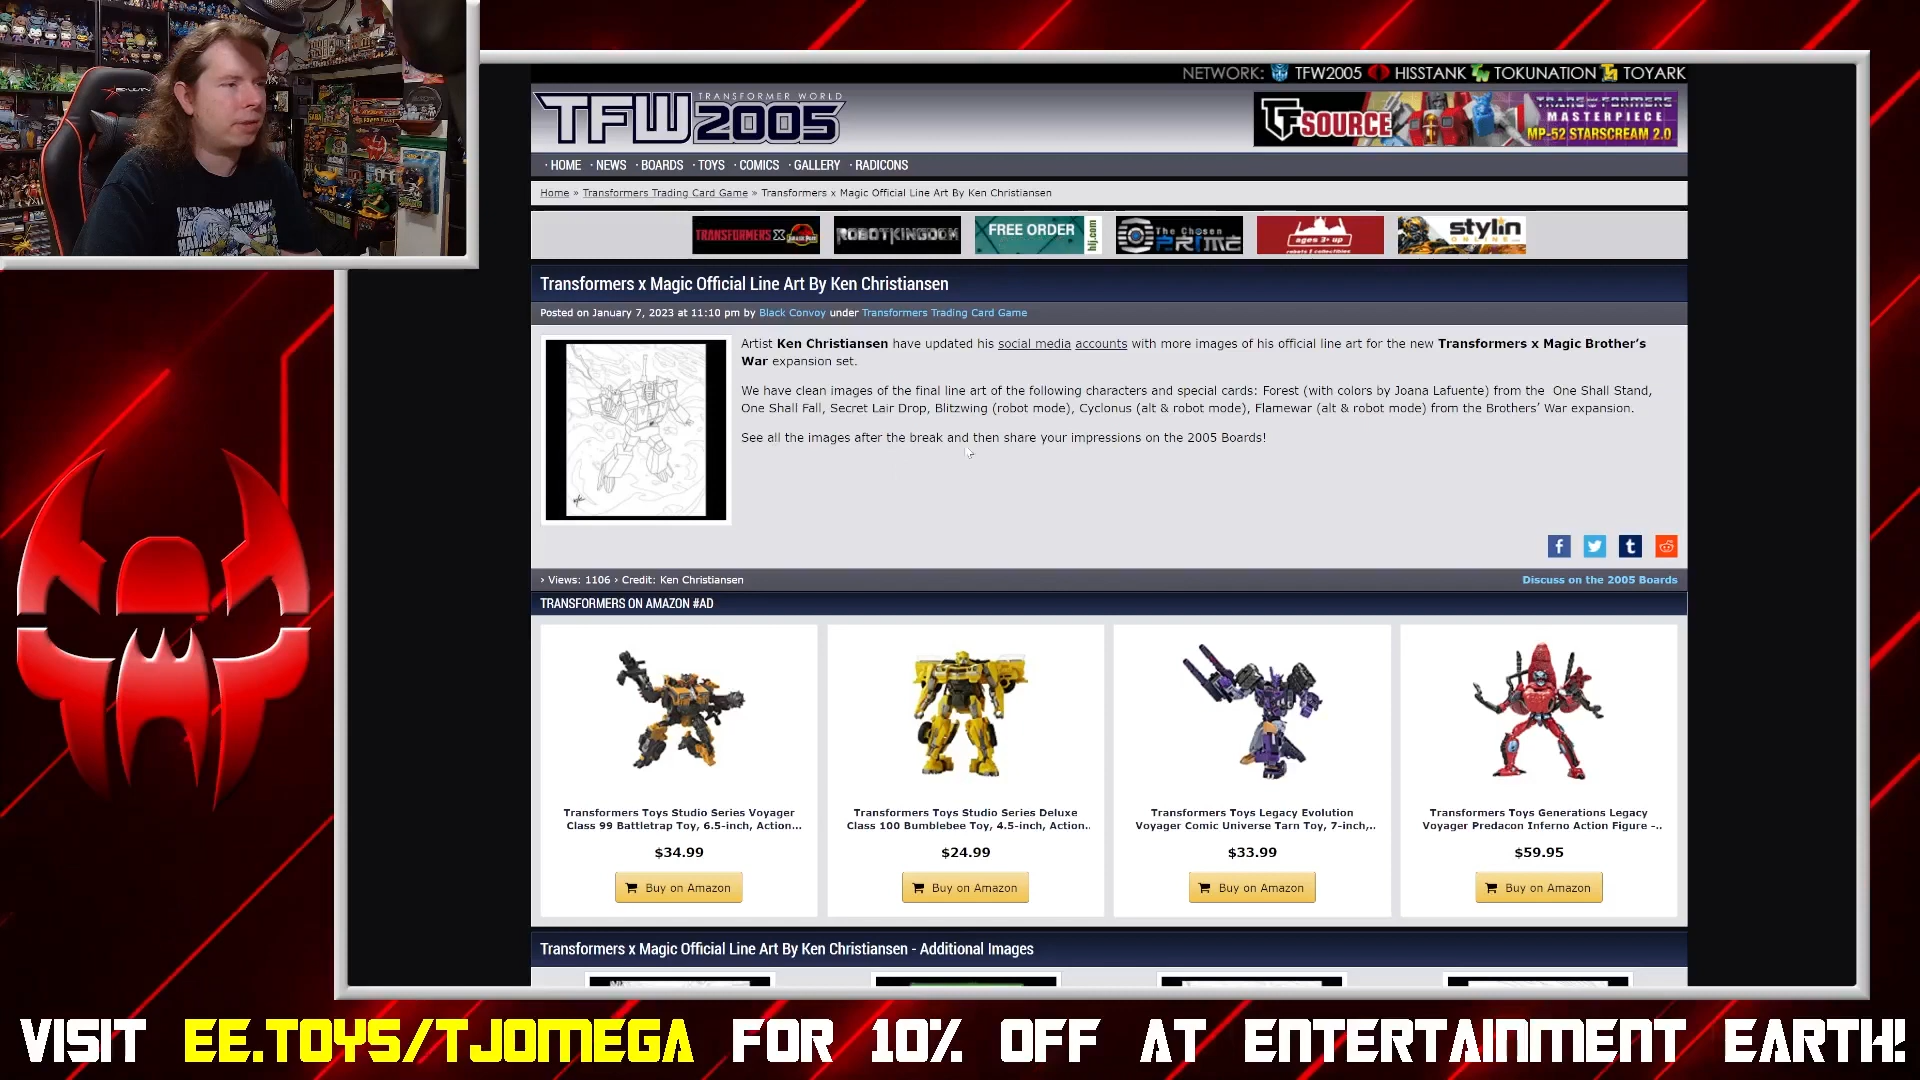 NETWORK: TFW2005 HISSTANK TOKUNATION TOYARK
TRANSFORMER WORLD
TFW2005
TFSOURCE
TRANSFORMERS
MASTERPIECE
MP-52 STARSCREAM 2.0
· HOME · NEWS · BOARDS · TOYS · COMICS · GALLERY · RADICONS
Home » Transformers Trading Card Game » Transformers x Magic Official Line Art By Ken Christiansen
TRANSFORMERS X
ROBOTKINGDOM
FREE ORDER
hlj.com
The Chosen
PRIME
ages 3+ up
robots & collectibles
stylin
ONLINE
Transformers x Magic Official Line Art By Ken Christiansen
Posted on January 7, 2023 at 11:10 pm by Black Convoy under Transformers Trading Card Game
Artist Ken Christiansen have updated his social media accounts with more images of his official line art for the new Transformers x Magic Brother's
War expansion set.
We have clean images of the final line art of the following characters and special cards: Forest (with colors by Joana Lafuente) from the One Shall Stand,
One Shall Fall, Secret Lair Drop, Blitzwing (robot mode), Cyclonus (alt & robot mode), Flamewar (alt & robot mode) from the Brothers' War expansion.
See all the images after the break and then share your impressions on the 2005 Boards!
› Views: 1106 › Credit: Ken Christiansen
Discuss on the 2005 Boards
TRANSFORMERS ON AMAZON #AD
Transformers Toys Studio Series Voyager
Class 99 Battletrap Toy, 6.5-inch, Action...
$34.99
Buy on Amazon
Transformers Toys Studio Series Deluxe
Class 100 Bumblebee Toy, 4.5-inch, Action..
$24.99
Buy on Amazon
Transformers Toys Legacy Evolution
Voyager Comic Universe Tarn Toy, 7-inch,..
$33.99
Buy on Amazon
Transformers Toys Generations Legacy
Voyager Predacon Inferno Action Figure -..
$59.95
Buy on Amazon
Transformers x Magic Official Line Art By Ken Christiansen - Additional Images
VISIT EE.TOYS/TJOMEGA FOR 10% OFF AT ENTERTAINMENT EARTH!